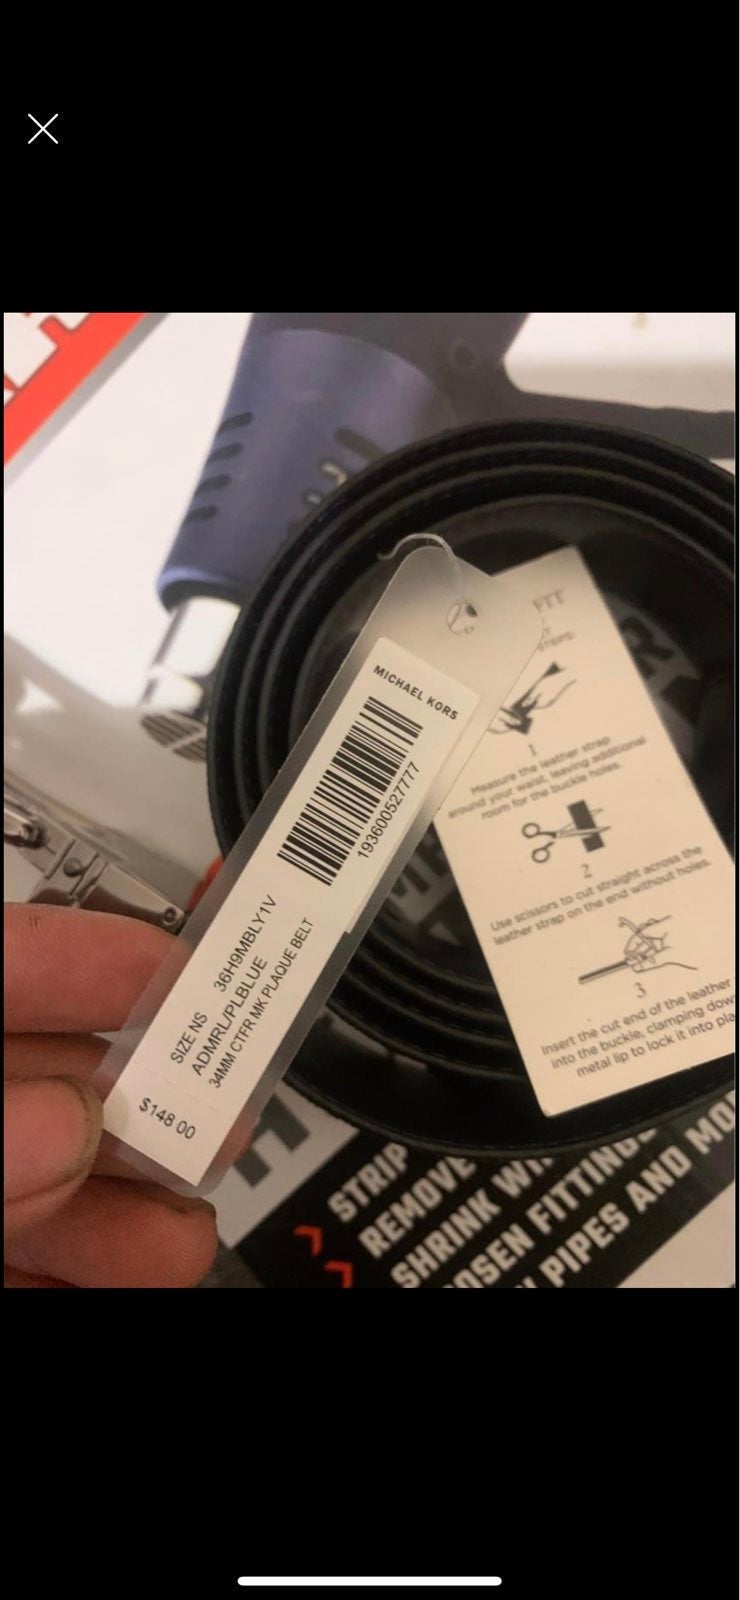 MICHAEL KORS
193600527777
SIZE NS 36H9MBLY1V
ADMRL/PLBLUE
34MM CTFR MK PLAQUE BELT
$148.00
STEPS:
1
Measure the leather strap
around your waist, leaving additional
room for the buckle holes.
2
Use scissors to cut straight across the
leather strap on the end without holes.
3
Insert the cut end of the leather
into the buckle, clamping down
metal lip to lock it into
STRIP
REMOVE
SHRINK
FITTINGS
PIPES AND